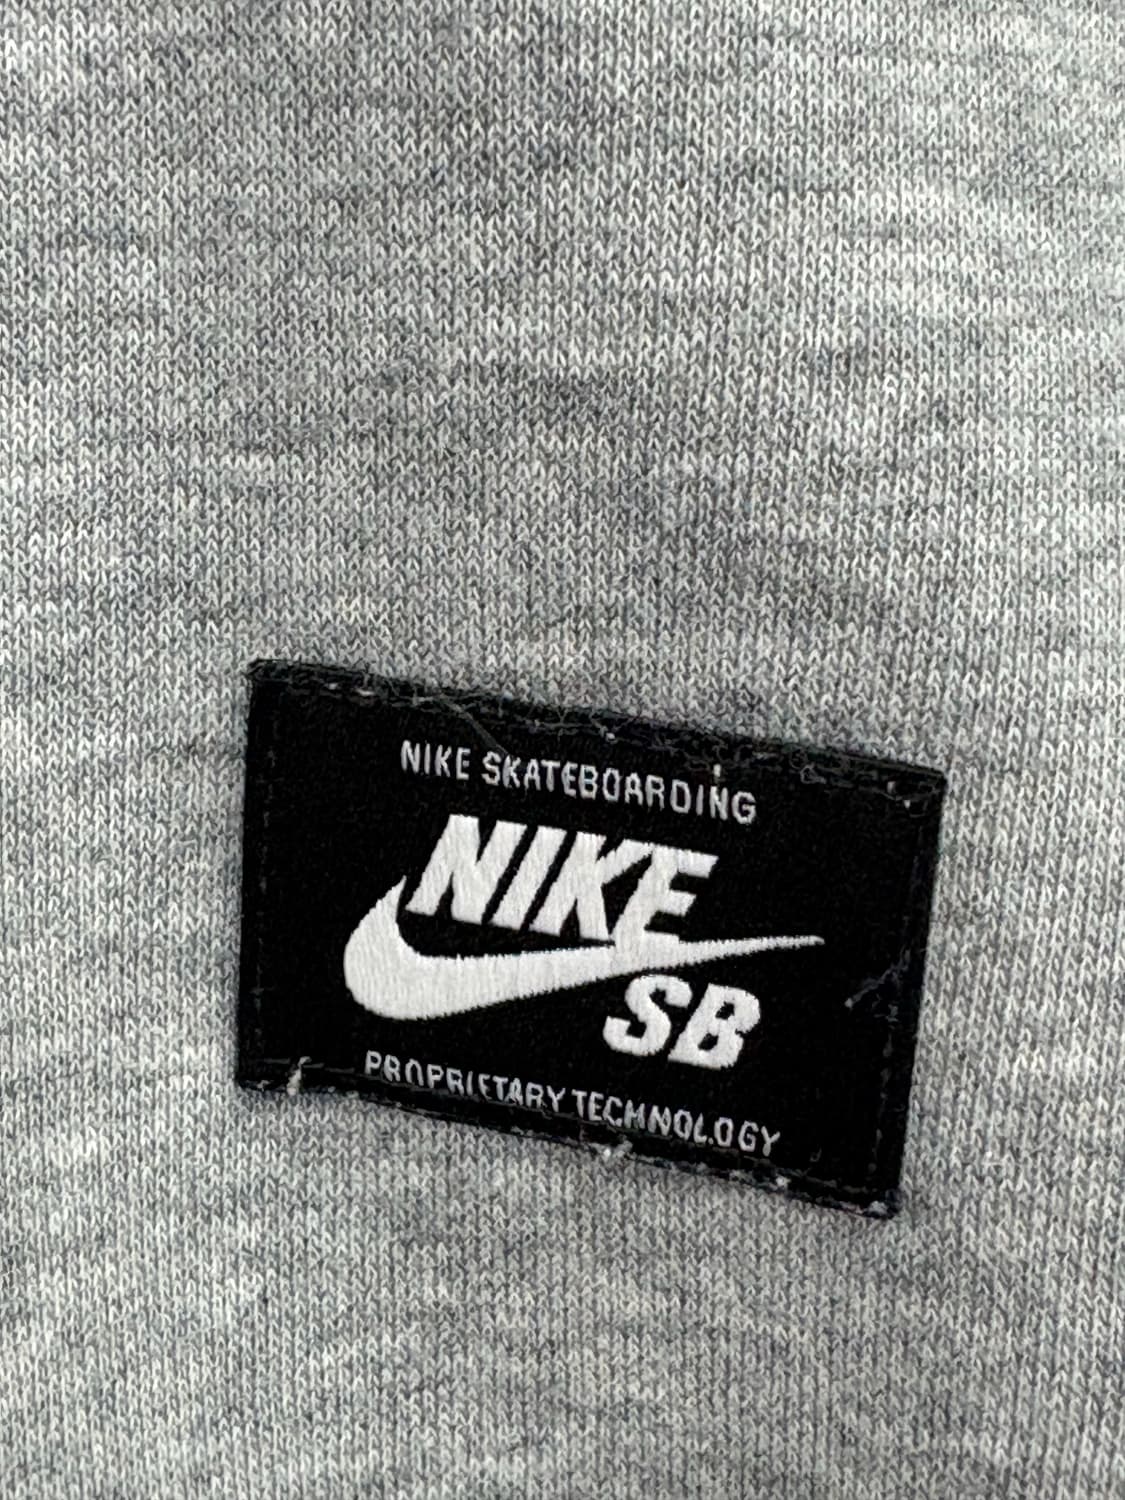 NIKE SKATEBOARDING
NIKE
SB
PROPRIETARY TECHNOLOGY